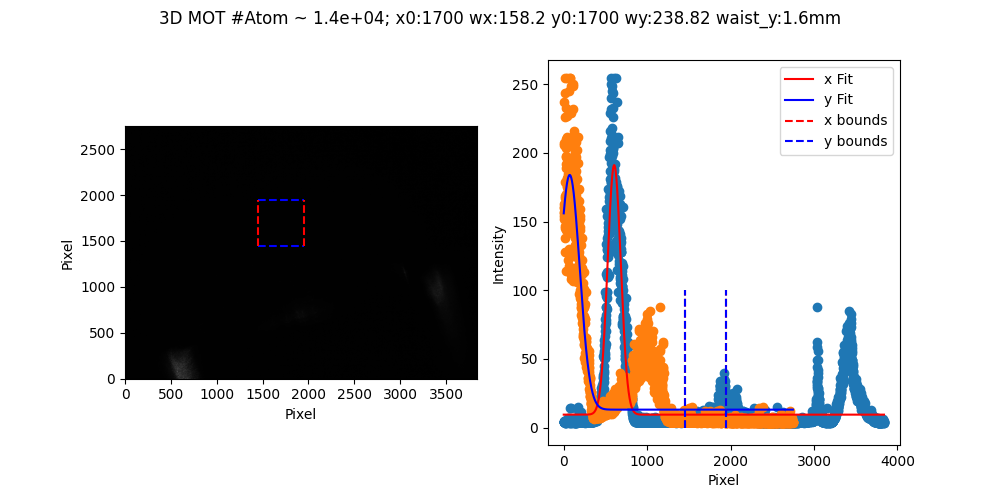 3D MOT #Atom ~ 1.4e+04; x0:1700 wx:158.2 y0:1700 wy:238.82 waist_y:1.6mm
2500
2000
1500
1000
500
0
Pixel
0 500 1000 1500 2000 2500 3000 3500
Pixel
250
200
150
100
50
0
Intensity
x Fit
y Fit
x bounds
y bounds
0 1000 2000 3000 4000
Pixel